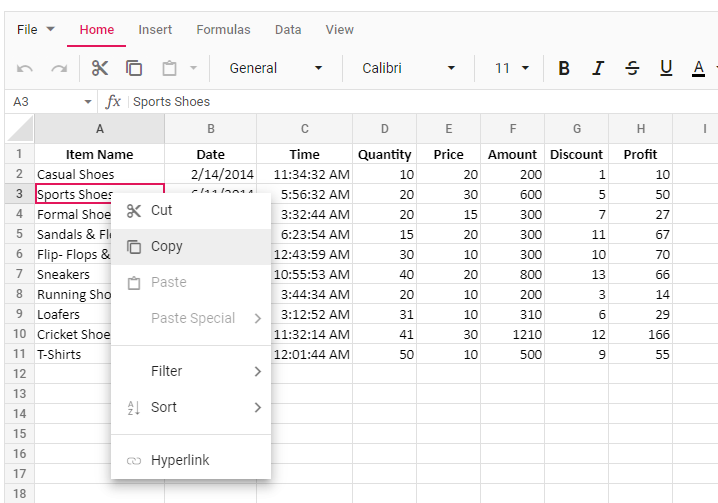 File Home Insert Formulas Data View
General Calibri 11 B I S U A
A3 fx Sports Shoes
A B C D E F G H I
1 Item Name Date Time Quantity Price Amount Discount Profit
2 Casual Shoes 2/14/2014 11:34:32 AM 10 20 200 1 10
3 Sports Shoes 6/11/2014 5:56:32 AM 20 30 600 5 50
4 Formal Shoe 3:32:44 AM 20 15 300 7 27
5 Sandals & Fl 6:23:54 AM 15 20 300 11 67
6 Flip- Flops & 12:43:59 AM 30 10 300 10 70
7 Sneakers 10:55:53 AM 40 20 800 13 66
8 Running Sho 3:44:34 AM 20 10 200 3 14
9 Loafers 3:12:52 AM 31 10 310 6 29
10 Cricket Shoe 11:32:14 AM 41 30 1210 12 166
11 T-Shirts 12:01:44 AM 50 10 500 9 55
12
13
14
15
16
17
18
Cut
Copy
Paste
Paste Special
Filter
A Z Sort
Hyperlink